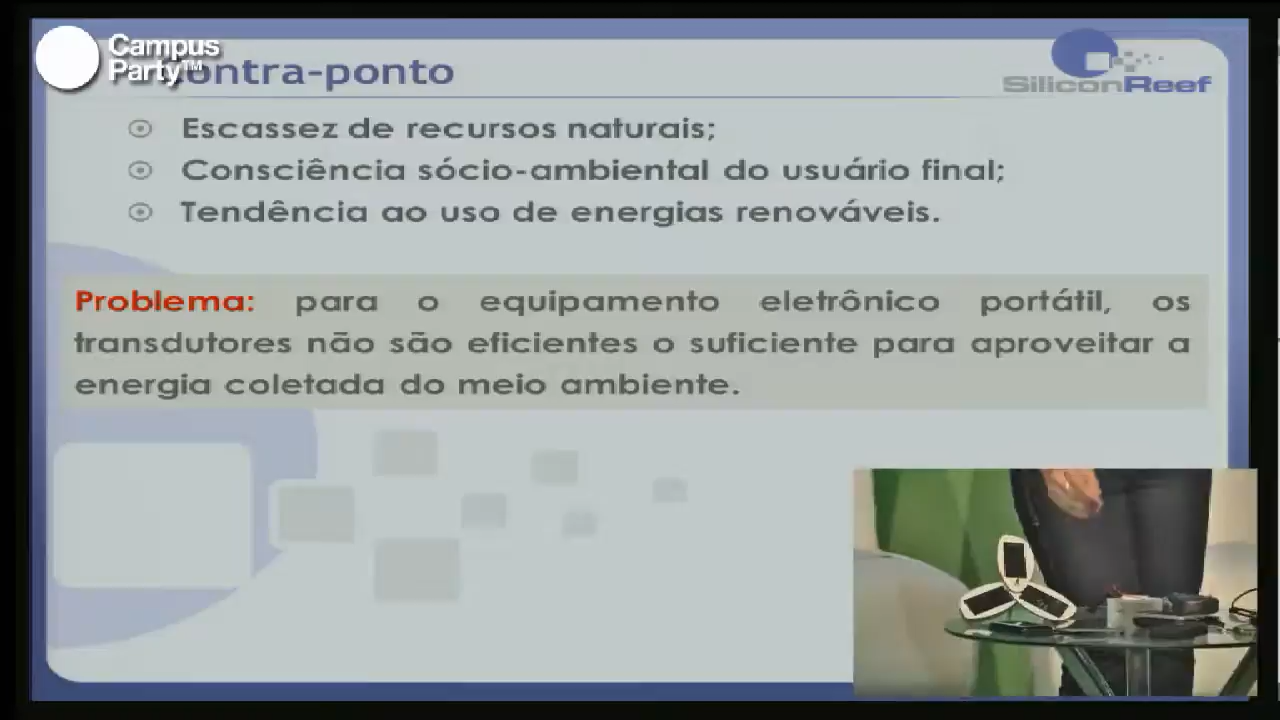 Campus
Party™
Contra-ponto
SiliconReef
Escassez de recursos naturais;
Consciência sócio-ambiental do usuário final;
Tendência ao uso de energias renováveis.
Problema: para o equipamento eletrônico portátil, os
transdutores não são eficientes o suficiente para aproveitar a
energia coletada do meio ambiente.